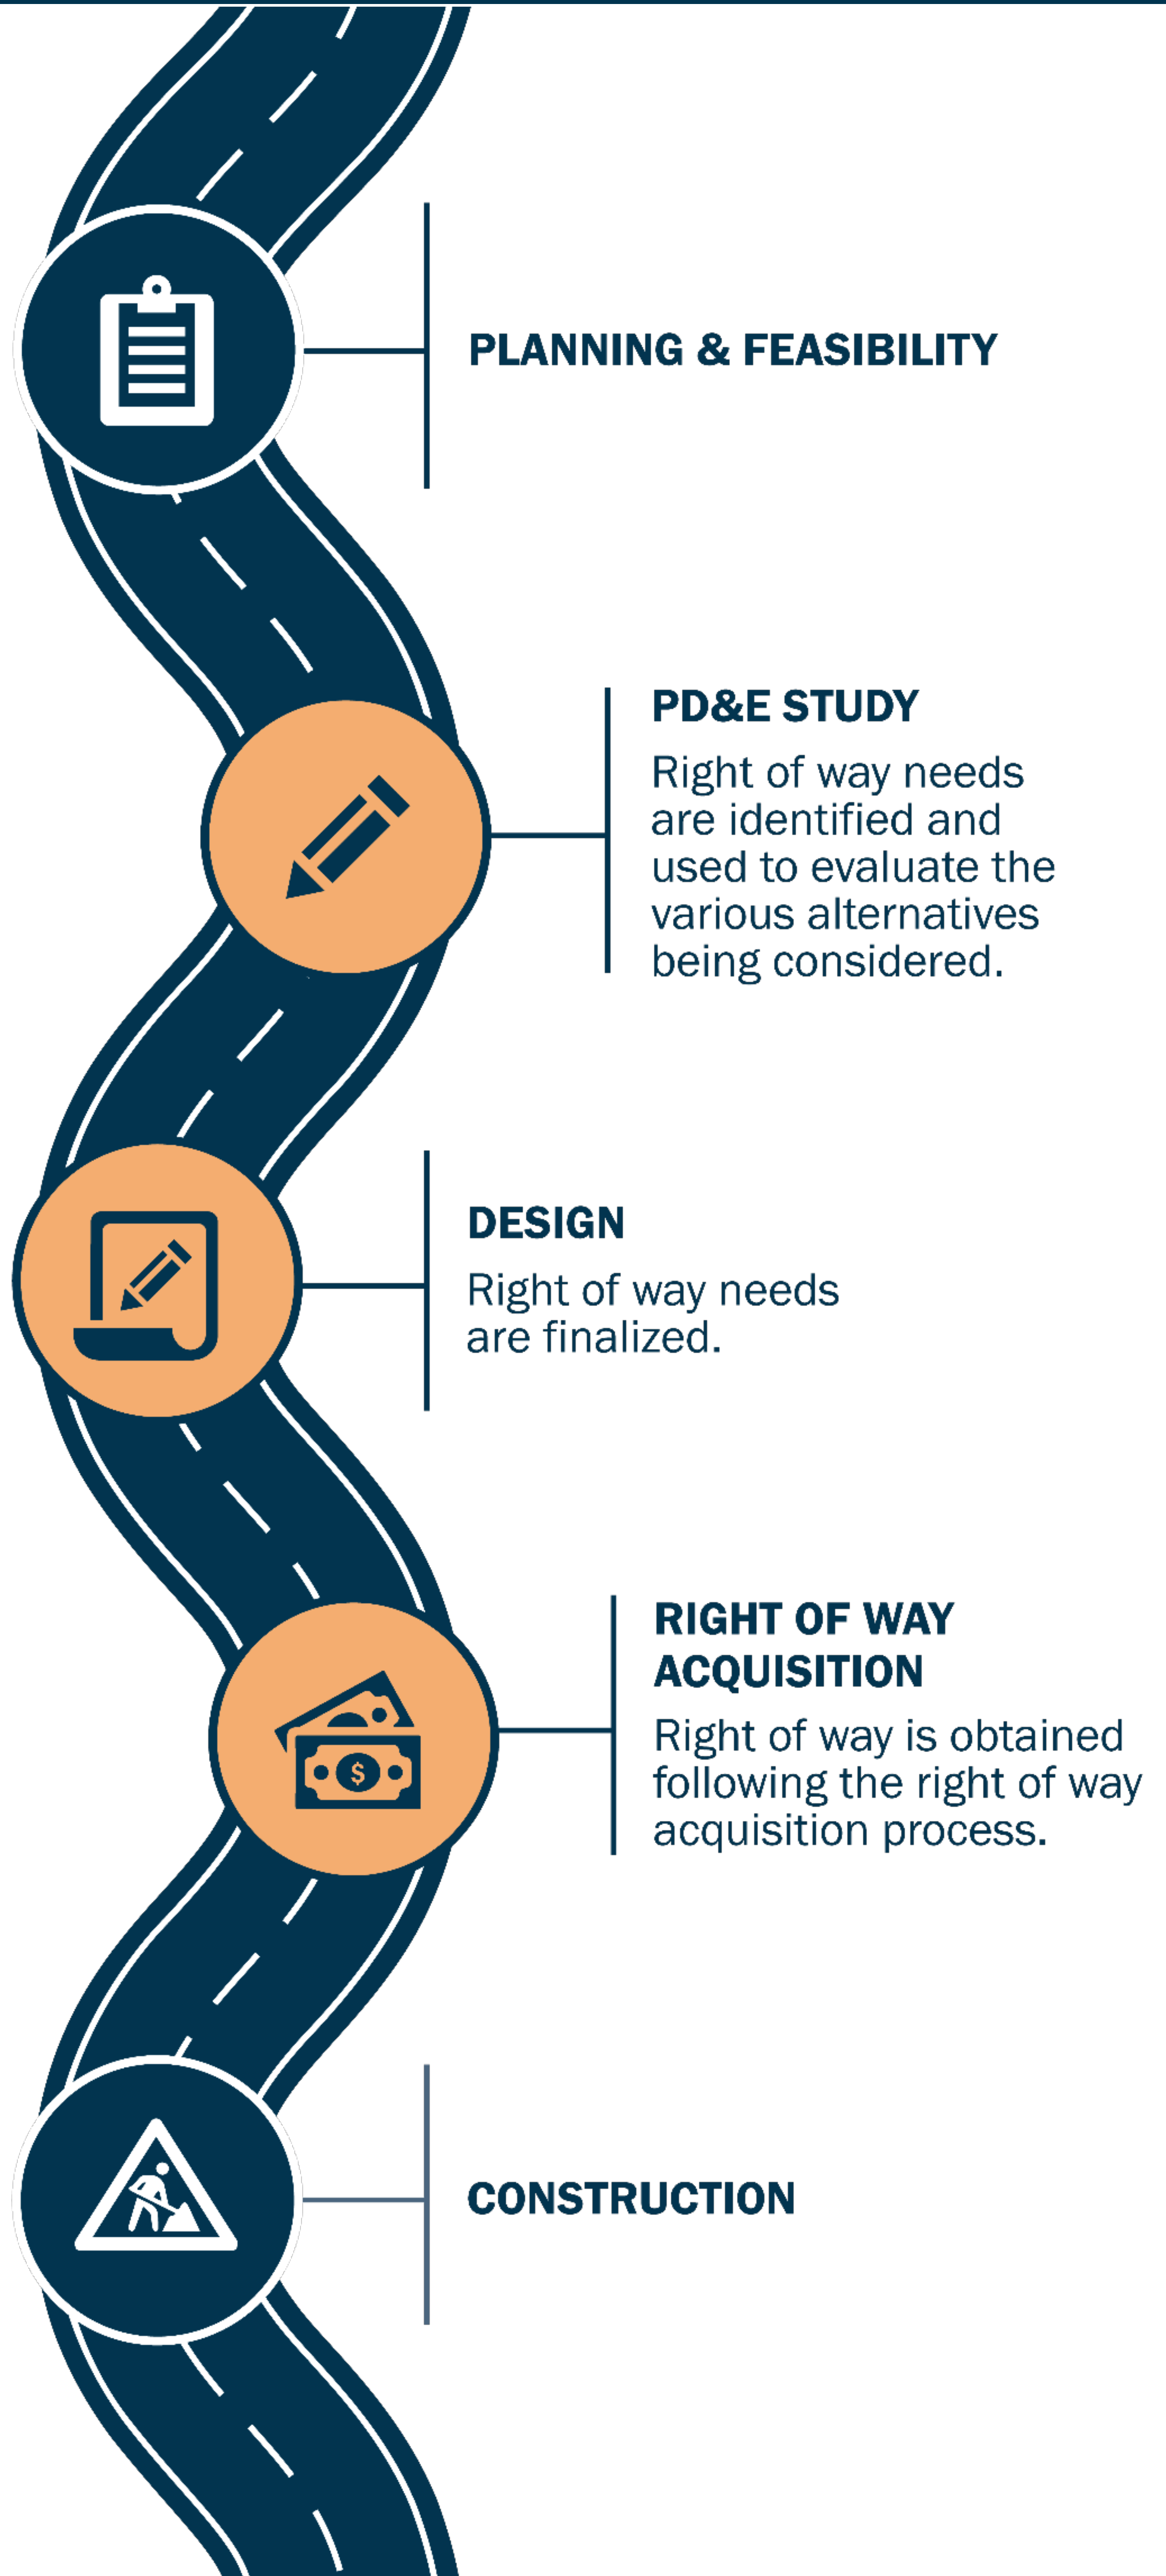 PLANNING & FEASIBILITY
PD&E STUDY
Right of way needs
are identified and
used to evaluate the
various alternatives
being considered.
DESIGN
Right of way needs
are finalized.
RIGHT OF WAY
ACQUISITION
Right of way is obtained
following the right of way
acquisition process.
$
CONSTRUCTION